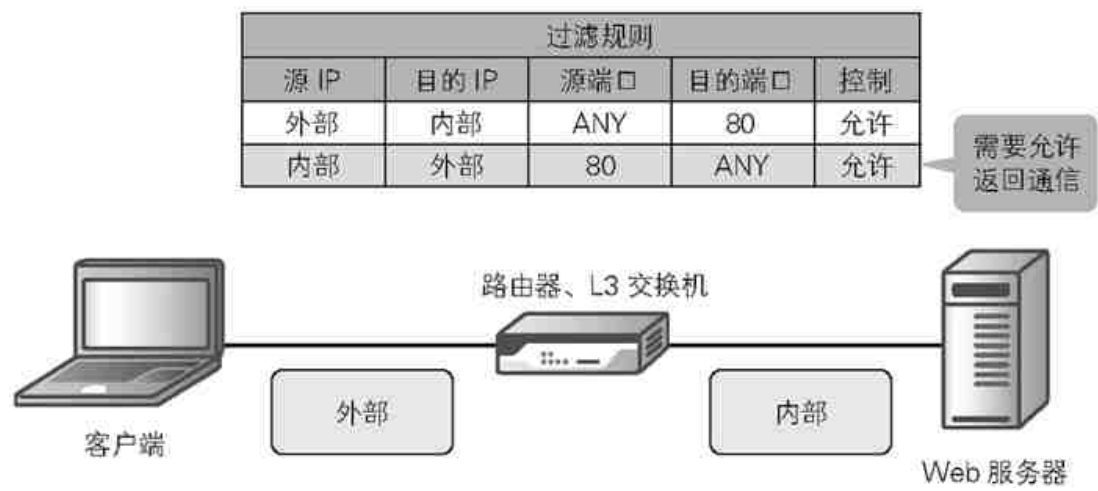 过滤规则
源 IP 目的 IP 源端口 目的端口 控制
外部 内部 ANY 80 允许
内部 外部 80 ANY 允许
需要允许
返回通信
路由器、L3 交换机
外部
内部
客户端
Web 服务器